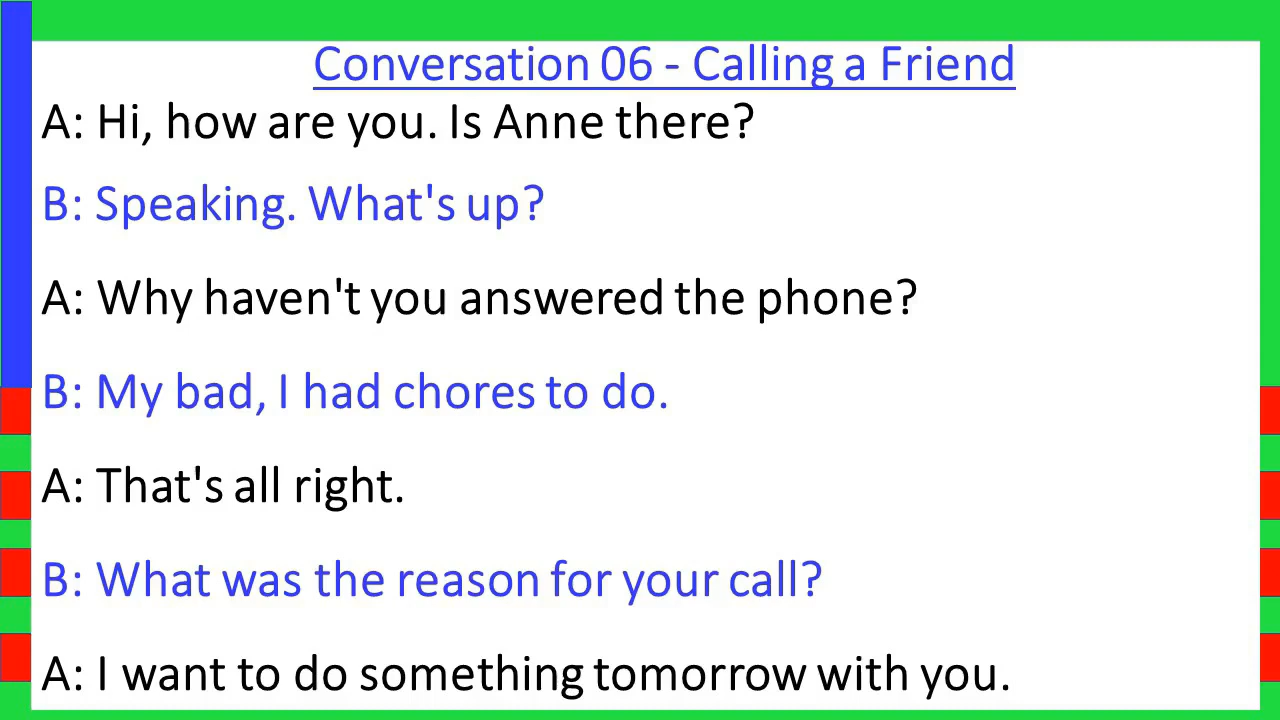 Conversation 06 - Calling a Friend
A: Hi, how are you. Is Anne there?
B: Speaking. What's up?
A: Why haven't you answered the phone?
B: My bad, I had chores to do.
A: That's all right.
B: What was the reason for your call?
A: I want to do something tomorrow with you.